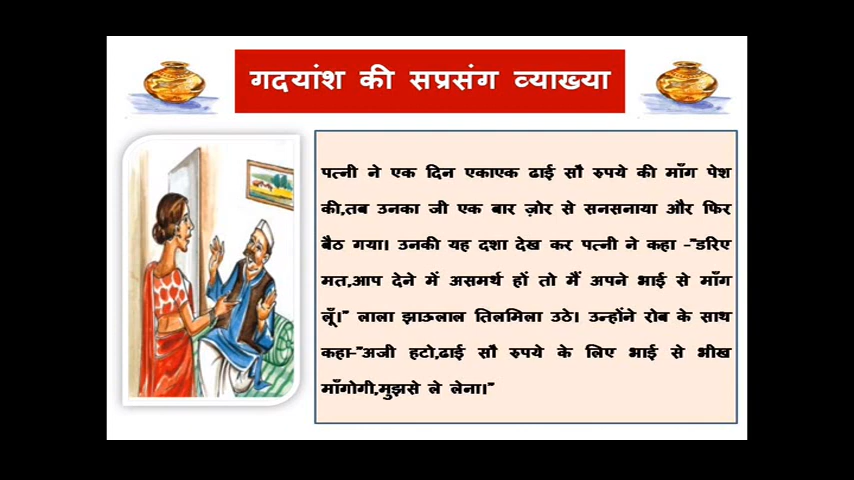 गदयांश की सप्रसंग व्याख्या
पत्नी ने एक दिन एकाएक ढाई सौ रुपये की माँग पेश
की,तब उनका जी एक बार ज़ोर से सनसनाया और फिर
बैठ गया। उनकी यह दशा देख कर पत्नी ने कहा -"डरिए
मत,आप देने में असमर्थ हों तो मैं अपने भाई से माँग
लूँ।" लाला झाऊलाल तिलमिला उठे। उन्होंने रोब के साथ
कहा-"अजी हटो,ढाई सौ रुपये के लिए भाई से भीख
माँगोगी,मुझसे ले लेना।"